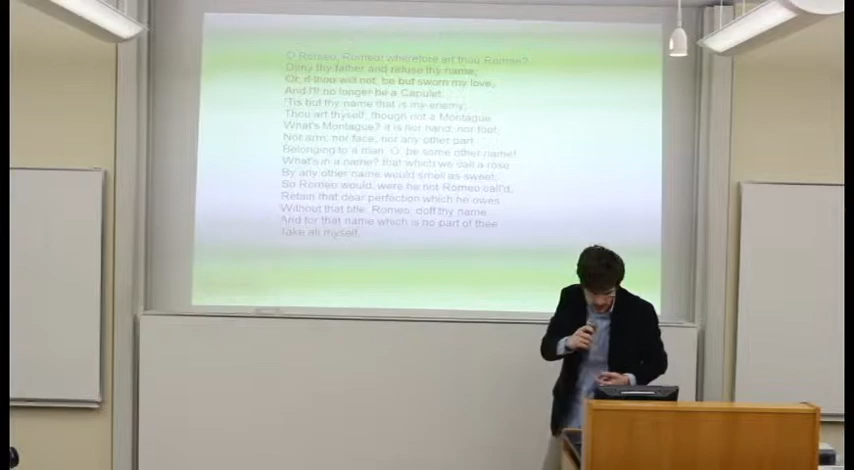 O Romeo, Romeo! wherefore art thou Romeo?
Deny thy father and refuse thy name;
Or, if thou will not, be but sworn my love,
And I'll no longer be a Capulet.
'Tis but thy name that is my enemy;
Thou art thyself, though not a Montague.
What's Montague? it is nor hand, nor foot,
Nor arm, nor face, nor any other part
Belonging to a man. O, be some other name!
What's in a name? that which we call a rose
By any other name would smell as sweet;
So Romeo would, were he not Romeo call'd,
Retain that dear perfection which he owes
Without that title. Romeo, doff thy name,
And for that name which is no part of thee
Take all myself.